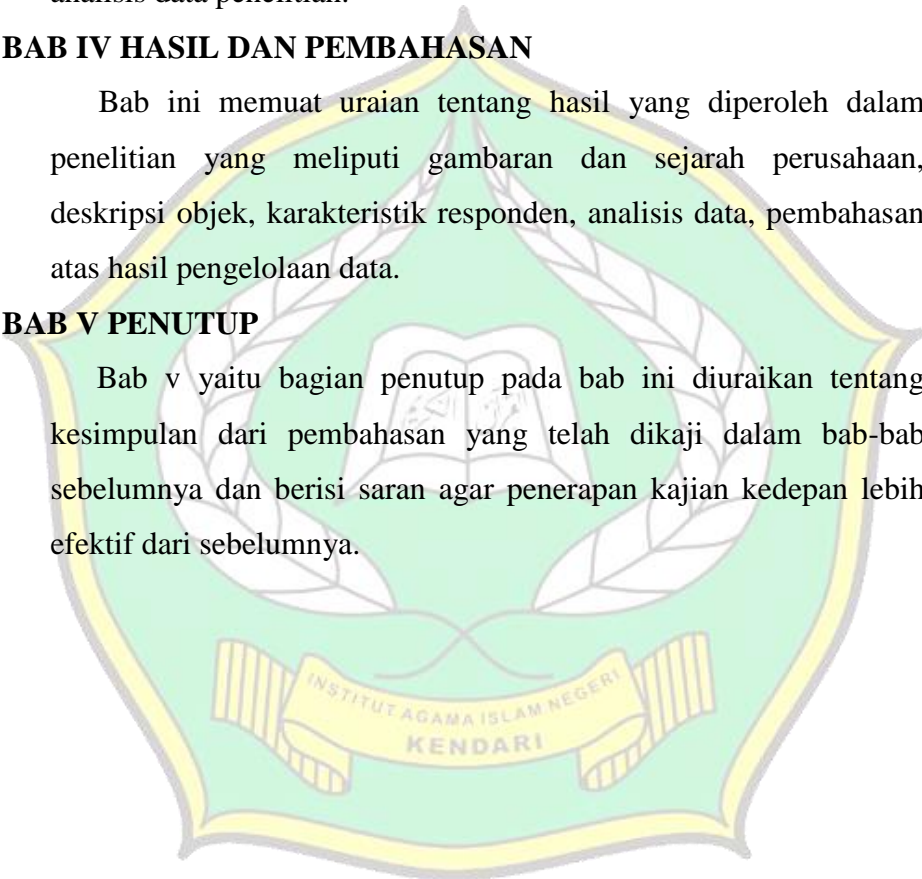 analisis data penelitian.
BAB IV HASIL DAN PEMBAHASAN
Bab ini memuat uraian tentang hasil yang diperoleh dalam
penelitian yang meliputi gambaran dan sejarah perusahaan,
deskripsi objek, karakteristik responden, analisis data, pembahasan
atas hasil pengelolaan data.
BAB V PENUTUP
Bab v yaitu bagian penutup pada bab ini diuraikan tentang
kesimpulan dari pembahasan yang telah dikaji dalam bab-bab
sebelumnya dan berisi saran agar penerapan kajian kedepan lebih
efektif dari sebelumnya.
INSTITUT AGAMA ISLAM NEGERI
KENDARI